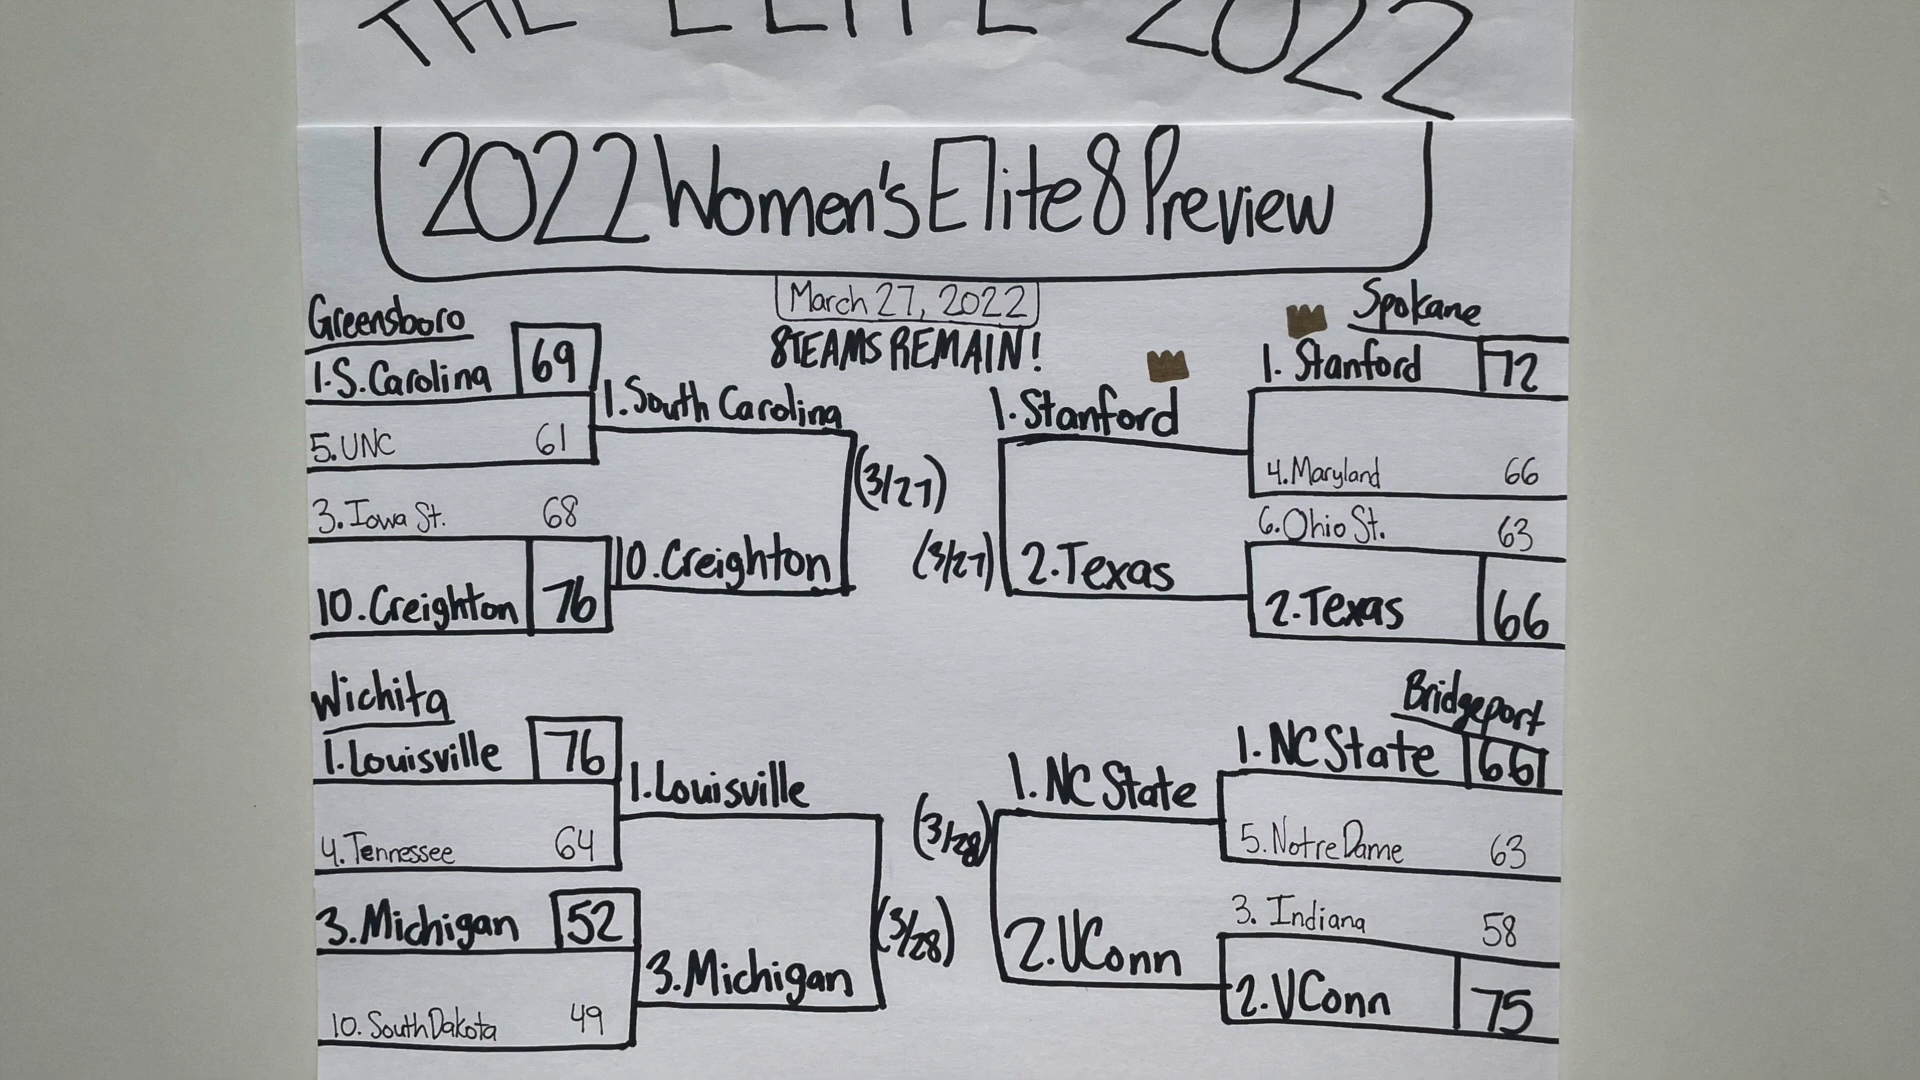 THE ELITE 2022
2022 Women's Elite 8 Preview
March 27, 2022
8 TEAMS REMAIN!
Greensboro
1. S. Carolina 69
5. UNC 61
3. Iowa St. 68
10. Creighton 76
1. South Carolina
10. Creighton
(3/27)
Wichita
1. Louisville 76
4. Tennessee 64
3. Michigan 52
10. South Dakota 49
1. Louisville
3. Michigan
(3/28)
Spokane
1. Stanford 72
4. Maryland 66
6. Ohio St. 63
2. Texas 66
1. Stanford
2. Texas
(3/27)
Bridgeport
1. NC State 66
5. Notre Dame 63
3. Indiana 58
2. UConn 75
1. NC State
2. UConn
(3/28)